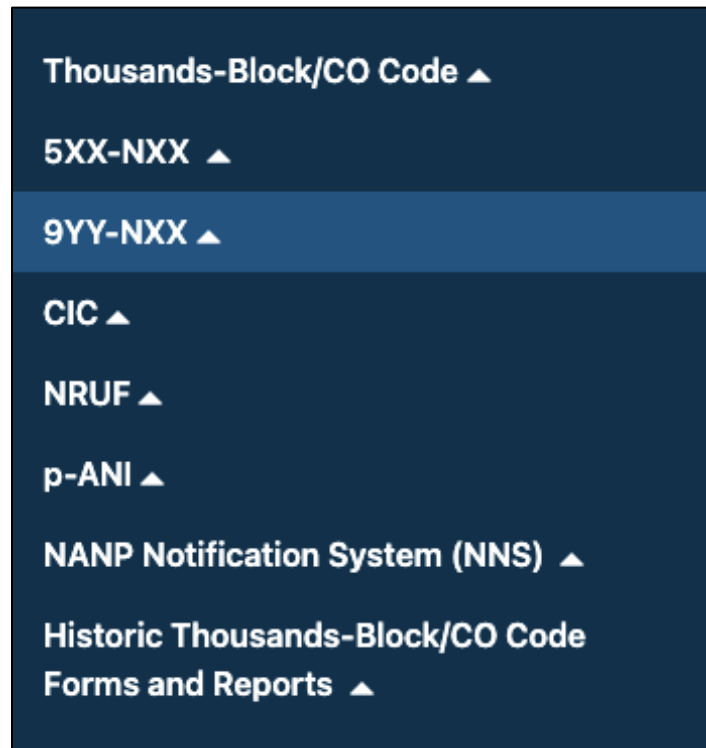 Thousands-Block/CO Code ▲
5XX-NXX ▲
9YY-NXX ▲
CIC ▲
NRUF ▲
p-ANI ▲
NANP Notification System (NNS) ▲
Historic Thousands-Block/CO Code
Forms and Reports ▲